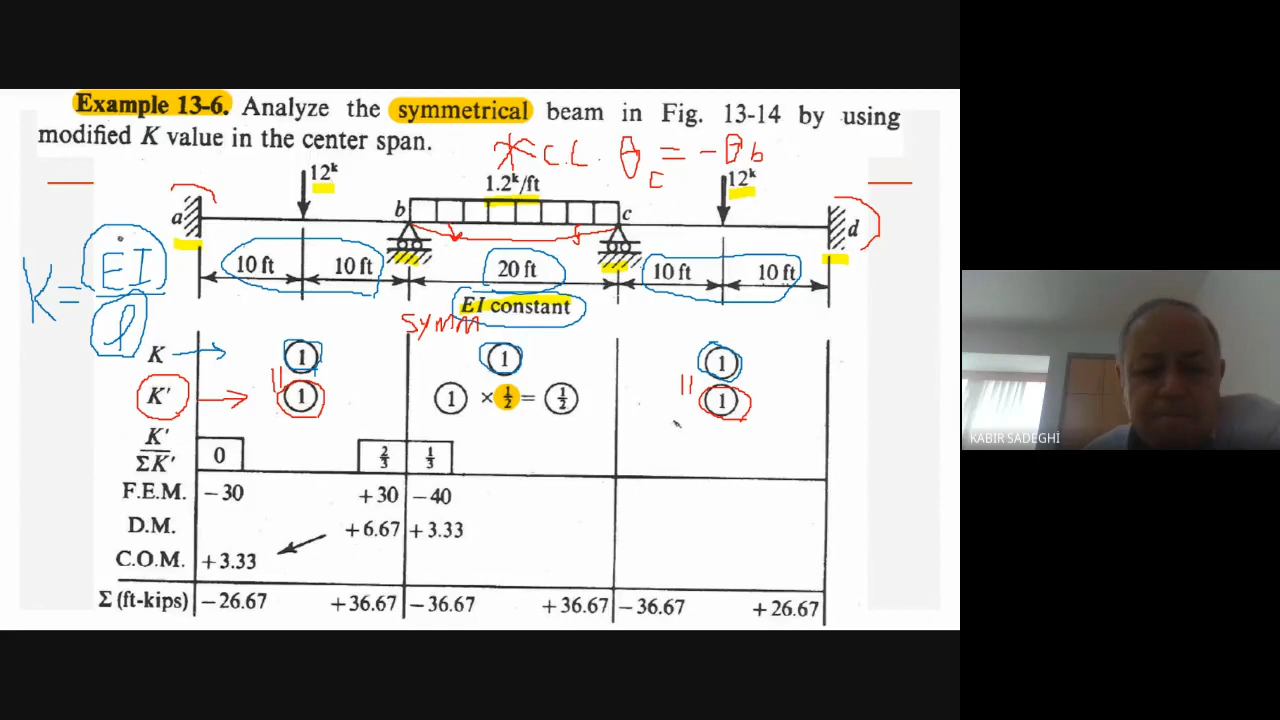 Example 13-6. Analyze the symmetrical beam in Fig. 13-14 by using
modified K value in the center span.
C.L. θc = -θb
12ᵏ 1.2ᵏ/ft 12ᵏ
a b c d
10 ft 10 ft 20 ft 10 ft 10 ft
K = EI / l
EI constant
SYMM
K 1 1 1
K' 1 1 × 1/2 = 1/2 1
K'/ΣK' 0 2/3 1/3
F.E.M. −30 +30 −40
D.M. +6.67 +3.33
C.O.M. +3.33
Σ (ft-kips) −26.67 +36.67 −36.67 +36.67 −36.67 +26.67
KABIR SADEGHİ